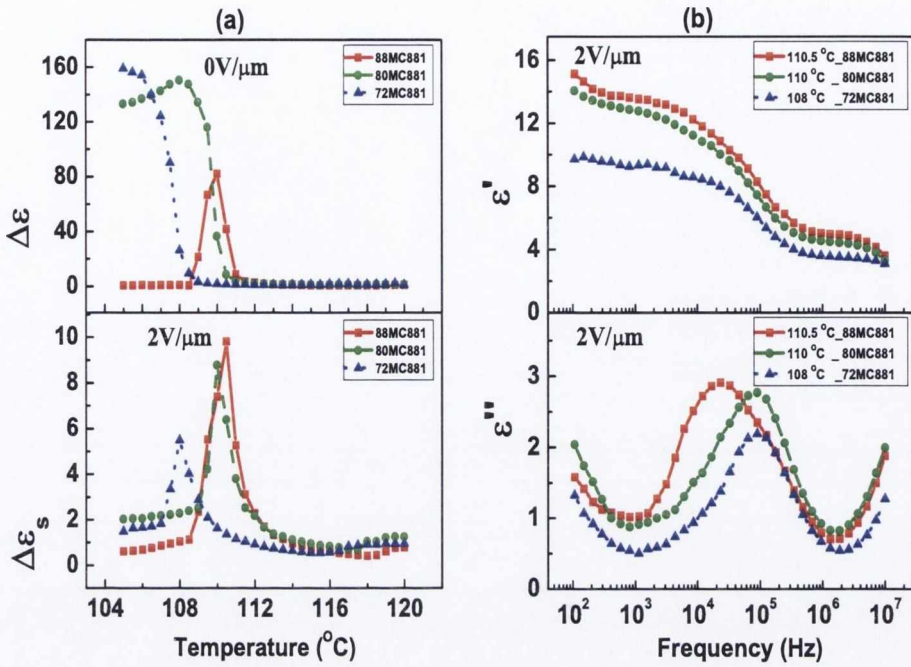 (a)
0V/μm
88MC881
80MC881
72MC881
160
120
80
40
0
Δε
2V/μm
88MC881
80MC881
72MC881
10
8
6
4
2
0
Δεs
104 108 112 116 120
Temperature (°C)
(b)
2V/μm
110.5 °C_88MC881
110 °C _ 80MC881
108 °C _72MC881
16
12
8
4
0
ε'
2V/μm
110.5 °C_88MC881
110 °C _ 80MC881
108 °C _72MC881
3
2
1
0
ε''
10² 10³ 10⁴ 10⁵ 10⁶ 10⁷
Frequency (Hz)